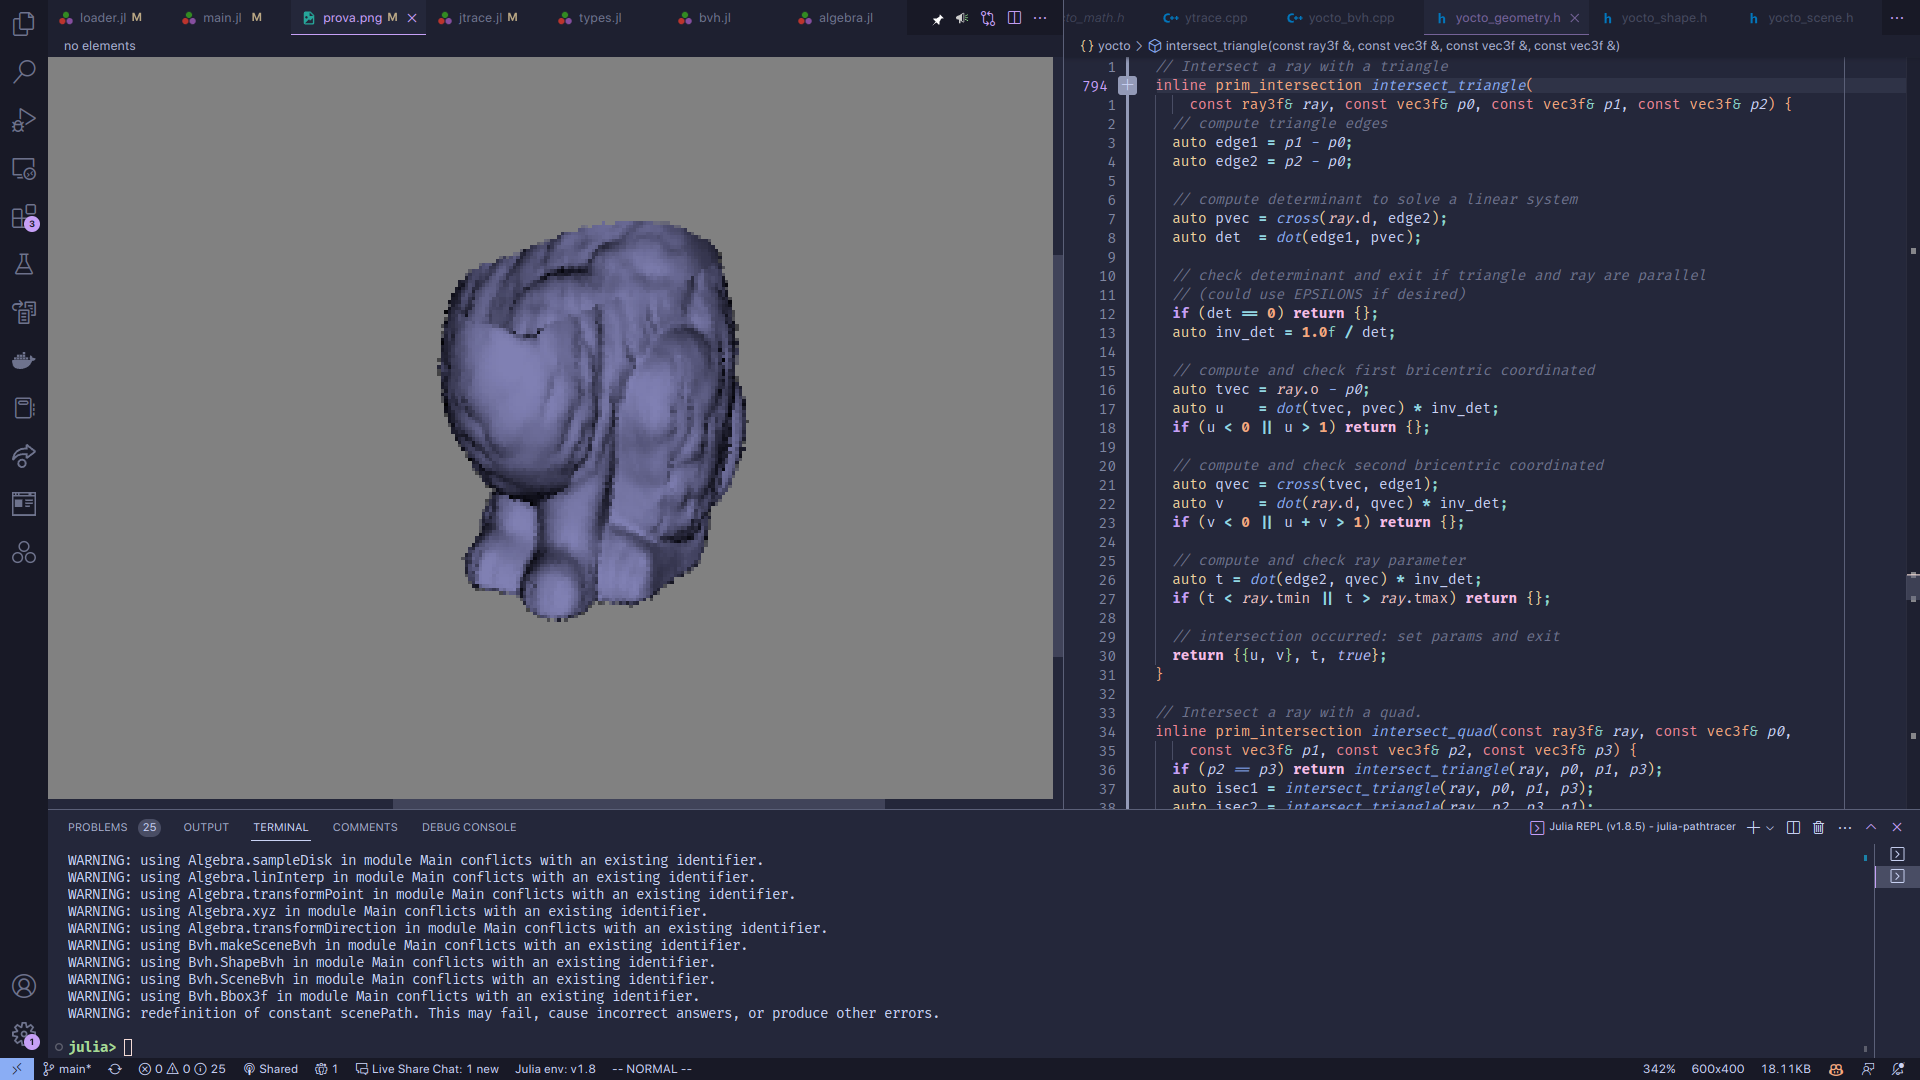 loader.jl M
main.jl M
prova.png M
jtrace.jl M
types.jl
bvh.jl
algebra.jl
to_math.h
ytrace.cpp
yocto_bvh.cpp
yocto_geometry.h
yocto_shape.h
yocto_scene.h
no elements
{} yocto > intersect_triangle(const ray3f &, const vec3f &, const vec3f &, const vec3f &)
1 // Intersect a ray with a triangle
794 inline prim_intersection intersect_triangle(
1 const ray3f& ray, const vec3f& p0, const vec3f& p1, const vec3f& p2) {
2 // compute triangle edges
3 auto edge1 = p1 - p0;
4 auto edge2 = p2 - p0;
5
6 // compute determinant to solve a linear system
7 auto pvec = cross(ray.d, edge2);
8 auto det = dot(edge1, pvec);
9
10 // check determinant and exit if triangle and ray are parallel
11 // (could use EPSILONS if desired)
12 if (det == 0) return {};
13 auto inv_det = 1.0f / det;
14
15 // compute and check first bricentric coordinated
16 auto tvec = ray.o - p0;
17 auto u = dot(tvec, pvec) * inv_det;
18 if (u < 0 || u > 1) return {};
19
20 // compute and check second bricentric coordinated
21 auto qvec = cross(tvec, edge1);
22 auto v = dot(ray.d, qvec) * inv_det;
23 if (v < 0 || u + v > 1) return {};
24
25 // compute and check ray parameter
26 auto t = dot(edge2, qvec) * inv_det;
27 if (t < ray.tmin || t > ray.tmax) return {};
28
29 // intersection occurred: set params and exit
30 return {{u, v}, t, true};
31 }
32
33 // Intersect a ray with a quad.
34 inline prim_intersection intersect_quad(const ray3f& ray, const vec3f& p0,
35 const vec3f& p1, const vec3f& p2, const vec3f& p3) {
36 if (p2 == p3) return intersect_triangle(ray, p0, p1, p3);
37 auto isec1 = intersect_triangle(ray, p0, p1, p3);
38 auto isec2 = intersect_triangle(ray, p2, p3, p1);
3
PROBLEMS 25 OUTPUT TERMINAL COMMENTS DEBUG CONSOLE
Julia REPL (v1.8.5) - julia-pathtracer
WARNING: using Algebra.sampleDisk in module Main conflicts with an existing identifier.
WARNING: using Algebra.linInterp in module Main conflicts with an existing identifier.
WARNING: using Algebra.transformPoint in module Main conflicts with an existing identifier.
WARNING: using Algebra.xyz in module Main conflicts with an existing identifier.
WARNING: using Algebra.transformDirection in module Main conflicts with an existing identifier.
WARNING: using Bvh.makeSceneBvh in module Main conflicts with an existing identifier.
WARNING: using Bvh.ShapeBvh in module Main conflicts with an existing identifier.
WARNING: using Bvh.SceneBvh in module Main conflicts with an existing identifier.
WARNING: using Bvh.Bbox3f in module Main conflicts with an existing identifier.
WARNING: redefinition of constant scenePath. This may fail, cause incorrect answers, or produce other errors.
julia>
1
main* 0 0 25 Shared 1 Live Share Chat: 1 new Julia env: v1.8 -- NORMAL --
342% 600x400 18.11KB